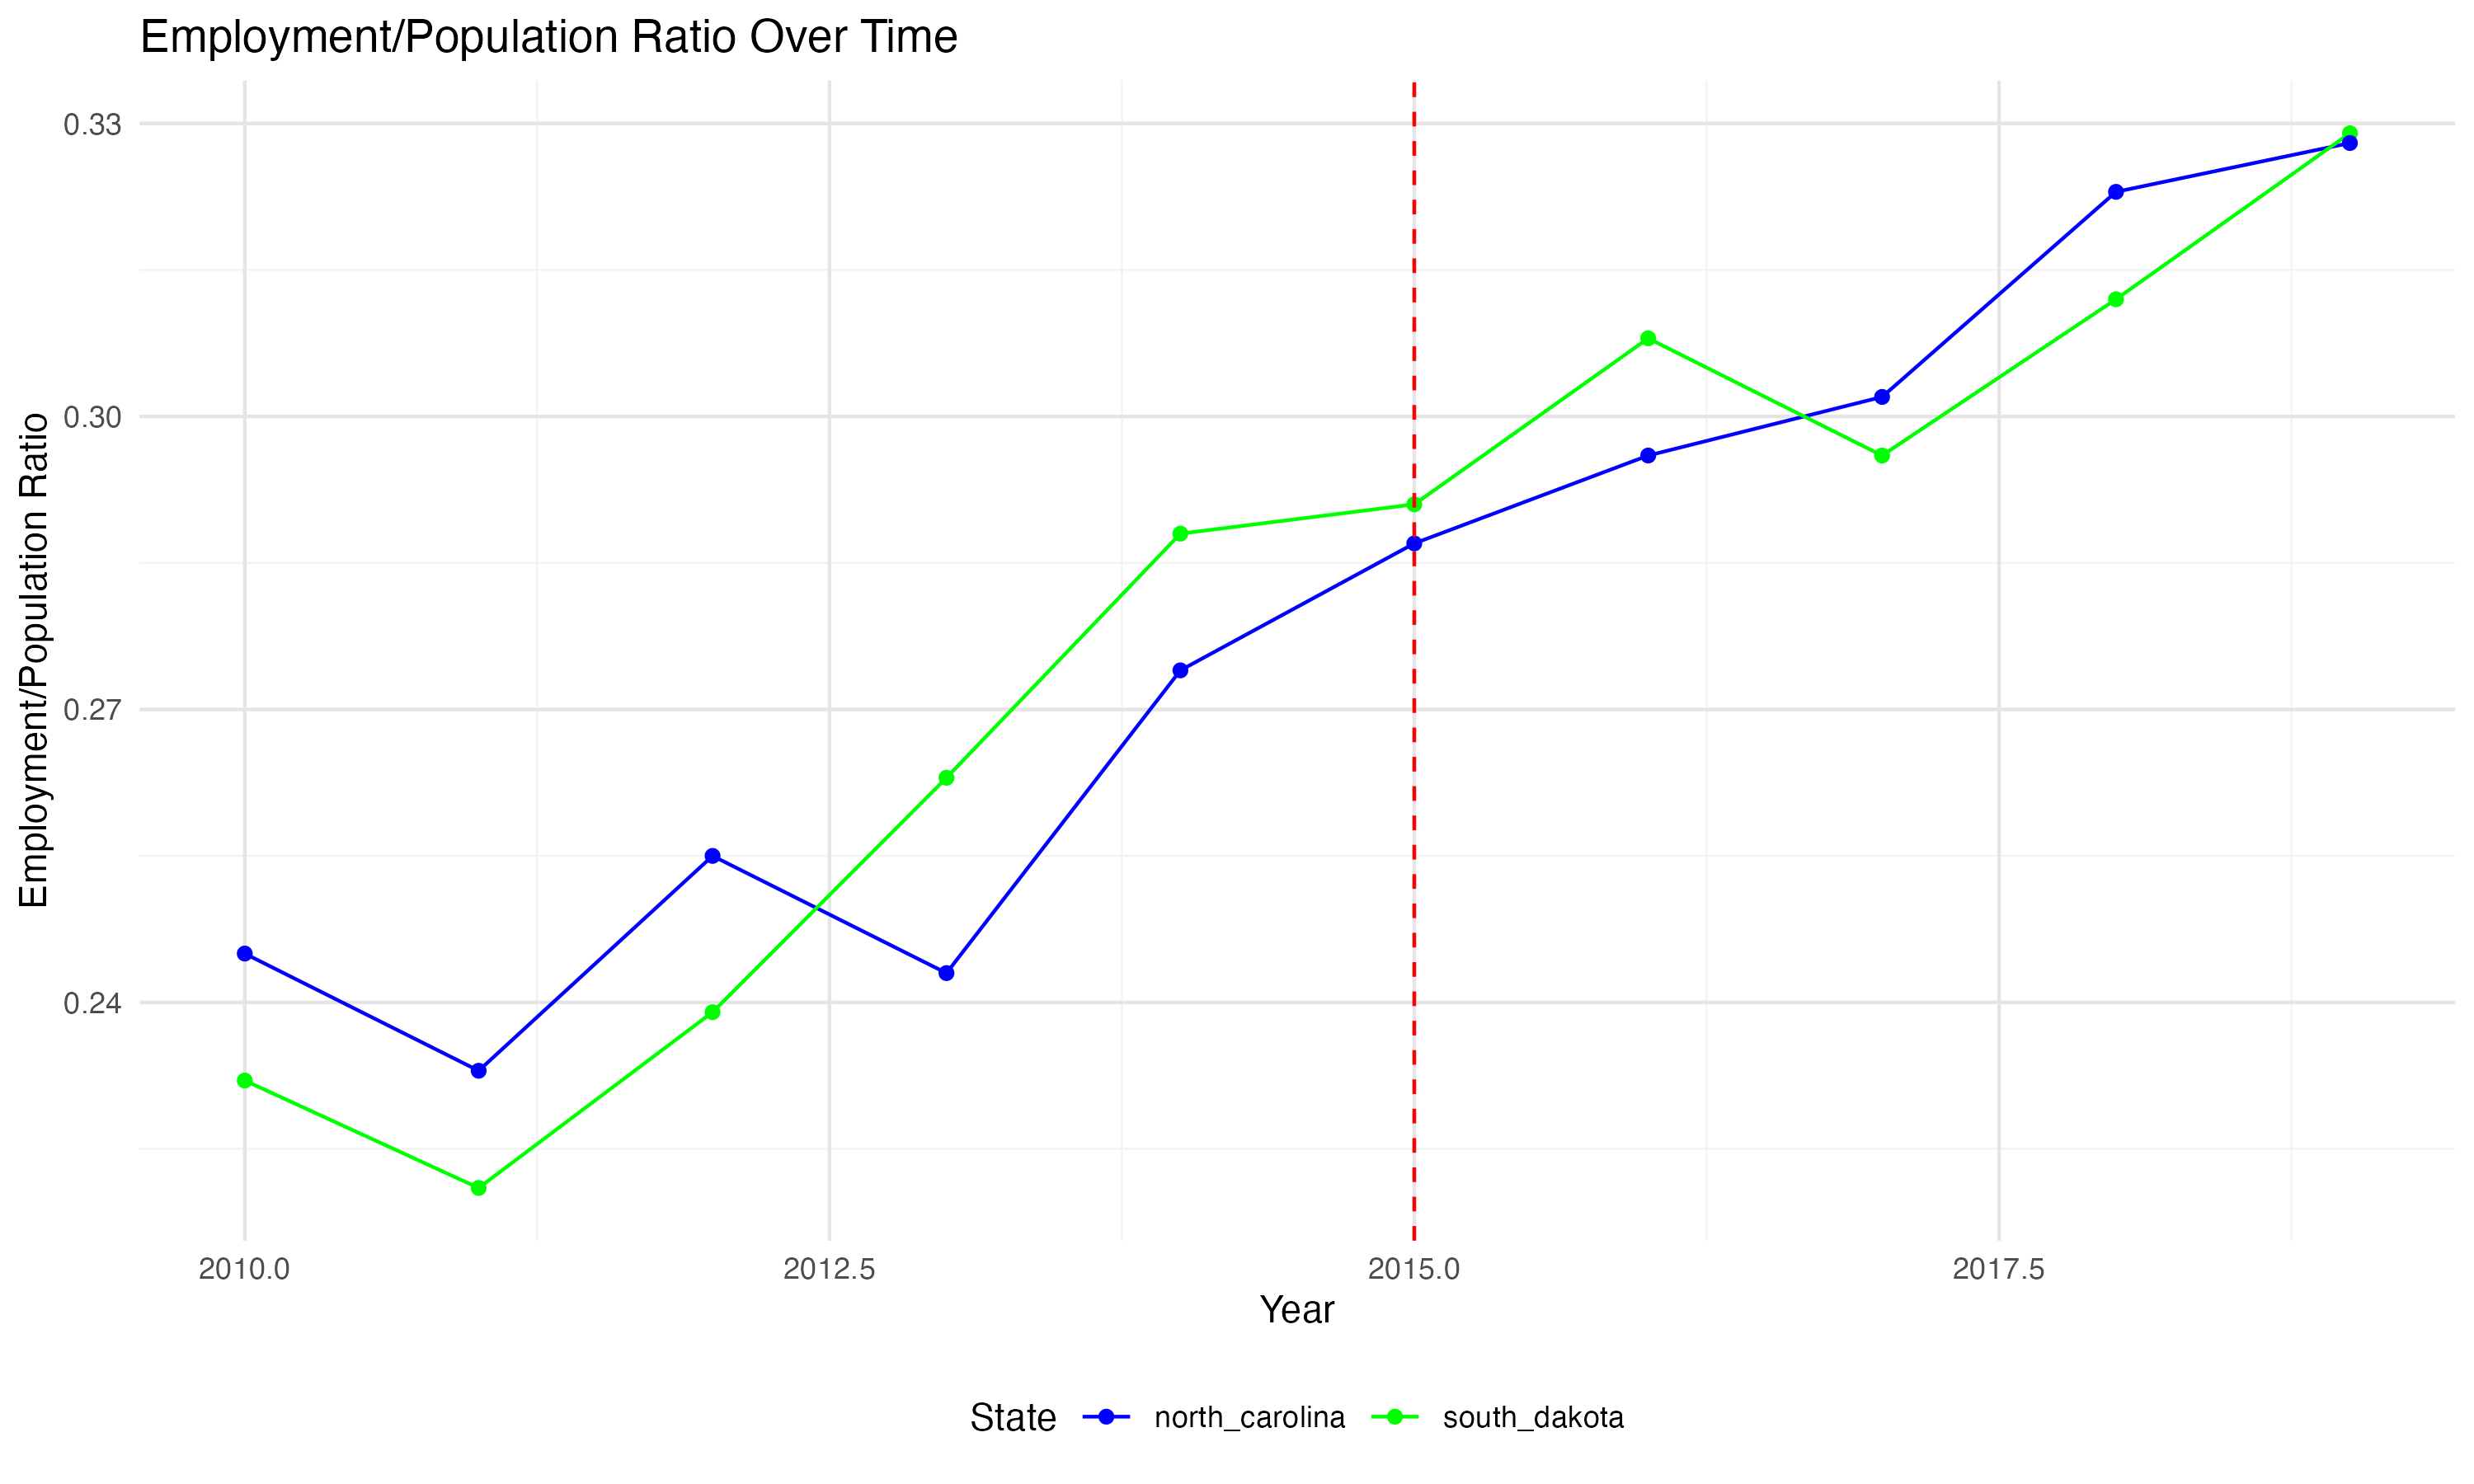 Employment/Population Ratio Over Time
Employment/Population Ratio
0.33
0.30
0.27
0.24
2010.0 2012.5 2015.0 2017.5
Year
State north_carolina south_dakota